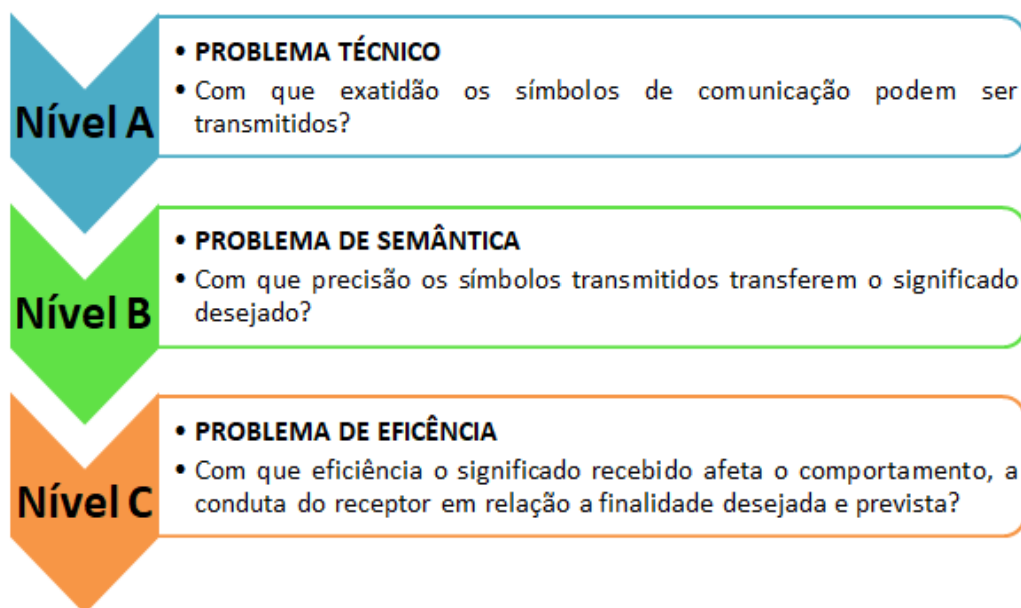 Nível A
• PROBLEMA TÉCNICO
• Com que exatidão os símbolos de comunicação podem ser
transmitidos?
Nível B
• PROBLEMA DE SEMÂNTICA
• Com que precisão os símbolos transmitidos transferem o significado
desejado?
Nível C
• PROBLEMA DE EFICÊNCIA
• Com que eficiência o significado recebido afeta o comportamento, a
conduta do receptor em relação a finalidade desejada e prevista?